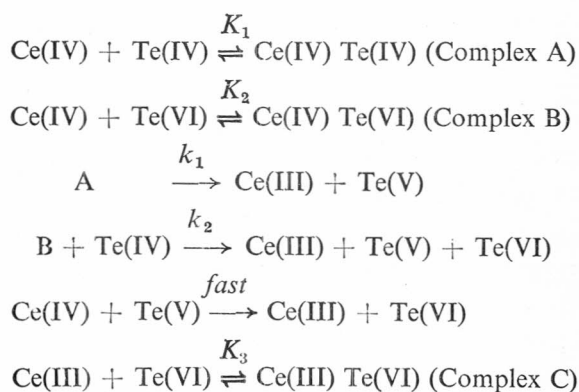 K₁
Ce(IV) + Te(IV) ⇌ Ce(IV) Te(IV) (Complex A)
K₂
Ce(IV) + Te(VI) ⇌ Ce(IV) Te(VI) (Complex B)
k₁
A ⟶ Ce(III) + Te(V)
k₂
B + Te(IV) ⟶ Ce(III) + Te(V) + Te(VI)
fast
Ce(IV) + Te(V) ⟶ Ce(III) + Te(VI)
K₃
Ce(III) + Te(VI) ⇌ Ce(III) Te(VI) (Complex C)